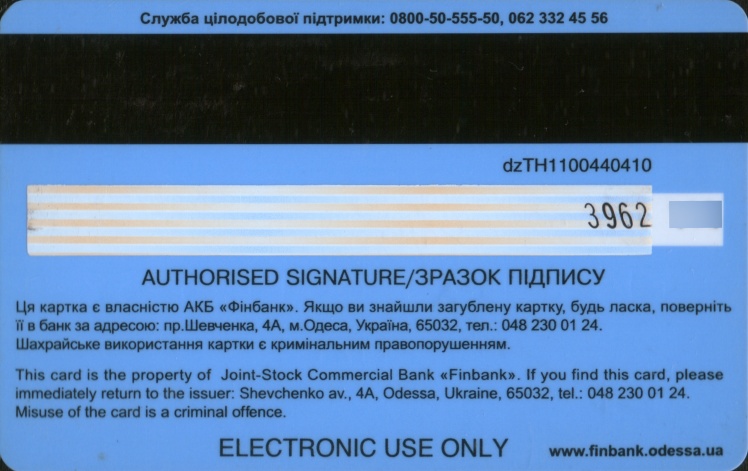 Служба цілодобової підтримки: 0800-50-555-50, 062 332 45 56
dzTH1100440410
3962
AUTHORISED SIGNATURE/ЗРАЗОК ПІДПИСУ
Ця картка є власністю АКБ «Фінбанк». Якщо ви знайшли загублену картку, будь ласка, поверніть
її в банк за адресою: пр.Шевченка, 4А, м.Одеса, Україна, 65032, тел.: 048 230 01 24.
Шахрайське використання картки є кримінальним правопорушенням.
This card is the property of Joint-Stock Commercial Bank «Finbank». If you find this card, please
immediately return to the issuer: Shevchenko av., 4A, Odessa, Ukraine, 65032, tel.: 048 230 01 24.
Misuse of the card is a criminal offence.
ELECTRONIC USE ONLY
www.finbank.odessa.ua